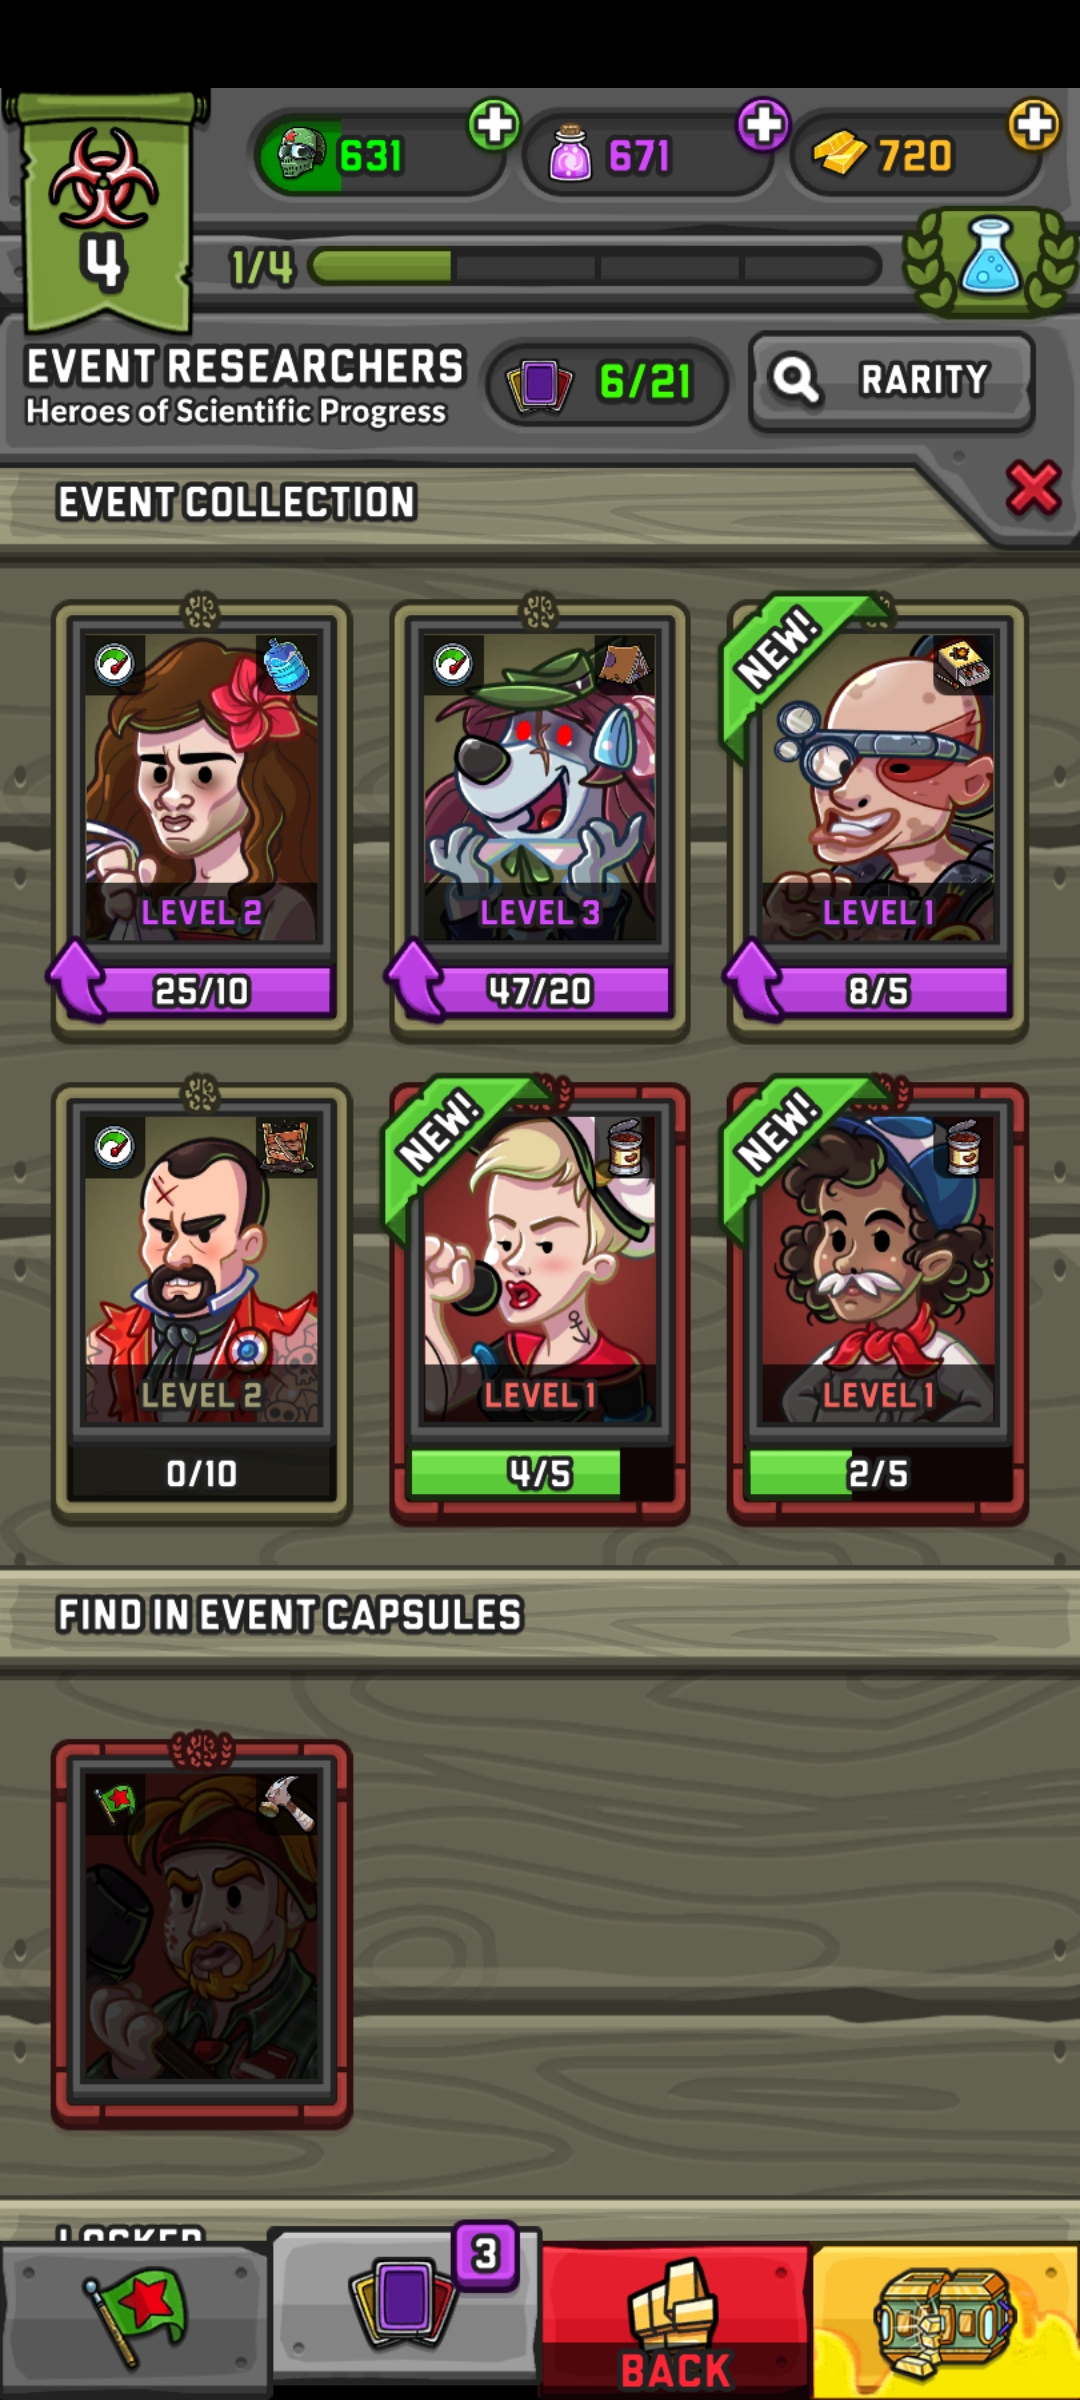 631
671
720
4
1/4
EVENT RESEARCHERS
Heroes of Scientific Progress
6/21
RARITY
EVENT COLLECTION
NEW!
LEVEL 2
LEVEL 3
LEVEL 1
25/10
47/20
8/5
NEW!
NEW!
LEVEL 2
LEVEL 1
LEVEL 1
0/10
4/5
2/5
FIND IN EVENT CAPSULES
LOCKED
3
BACK